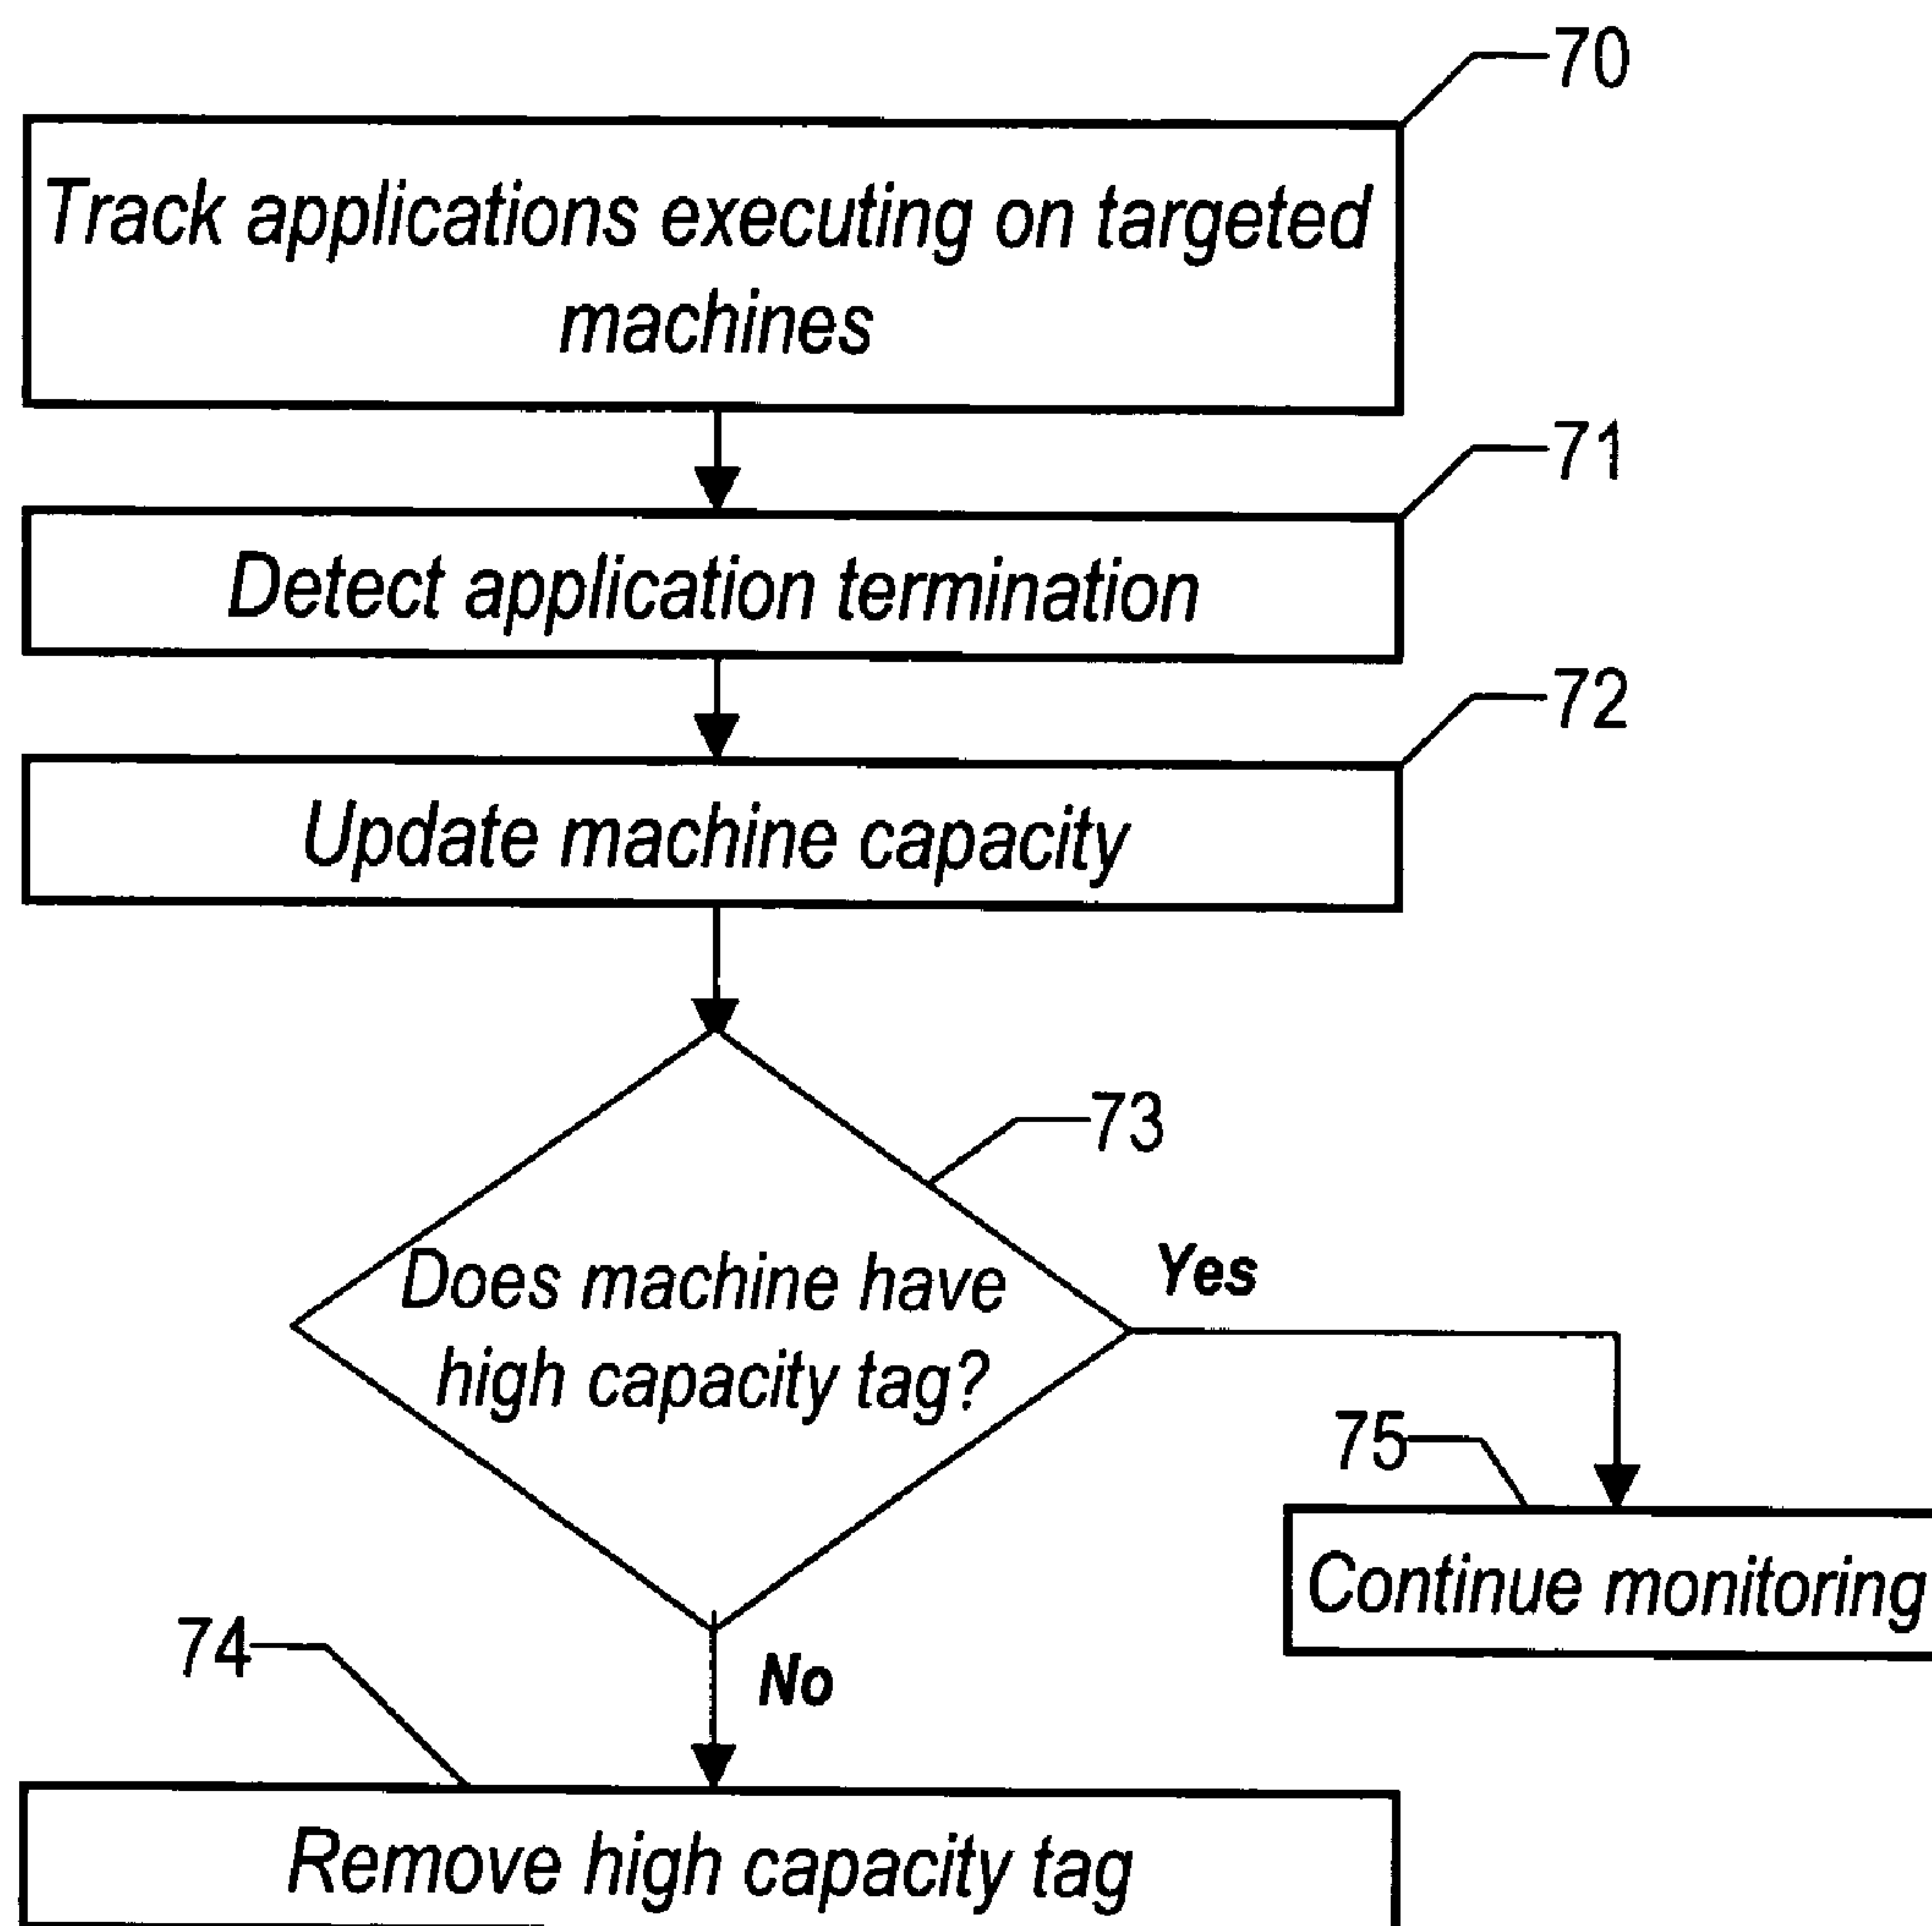 70
Track applications executing on targeted
machines
71
Detect application termination
72
Update machine capacity
73
Does machine have
high capacity tag?
Yes
75
Continue monitoring
74
No
Remove high capacity tag